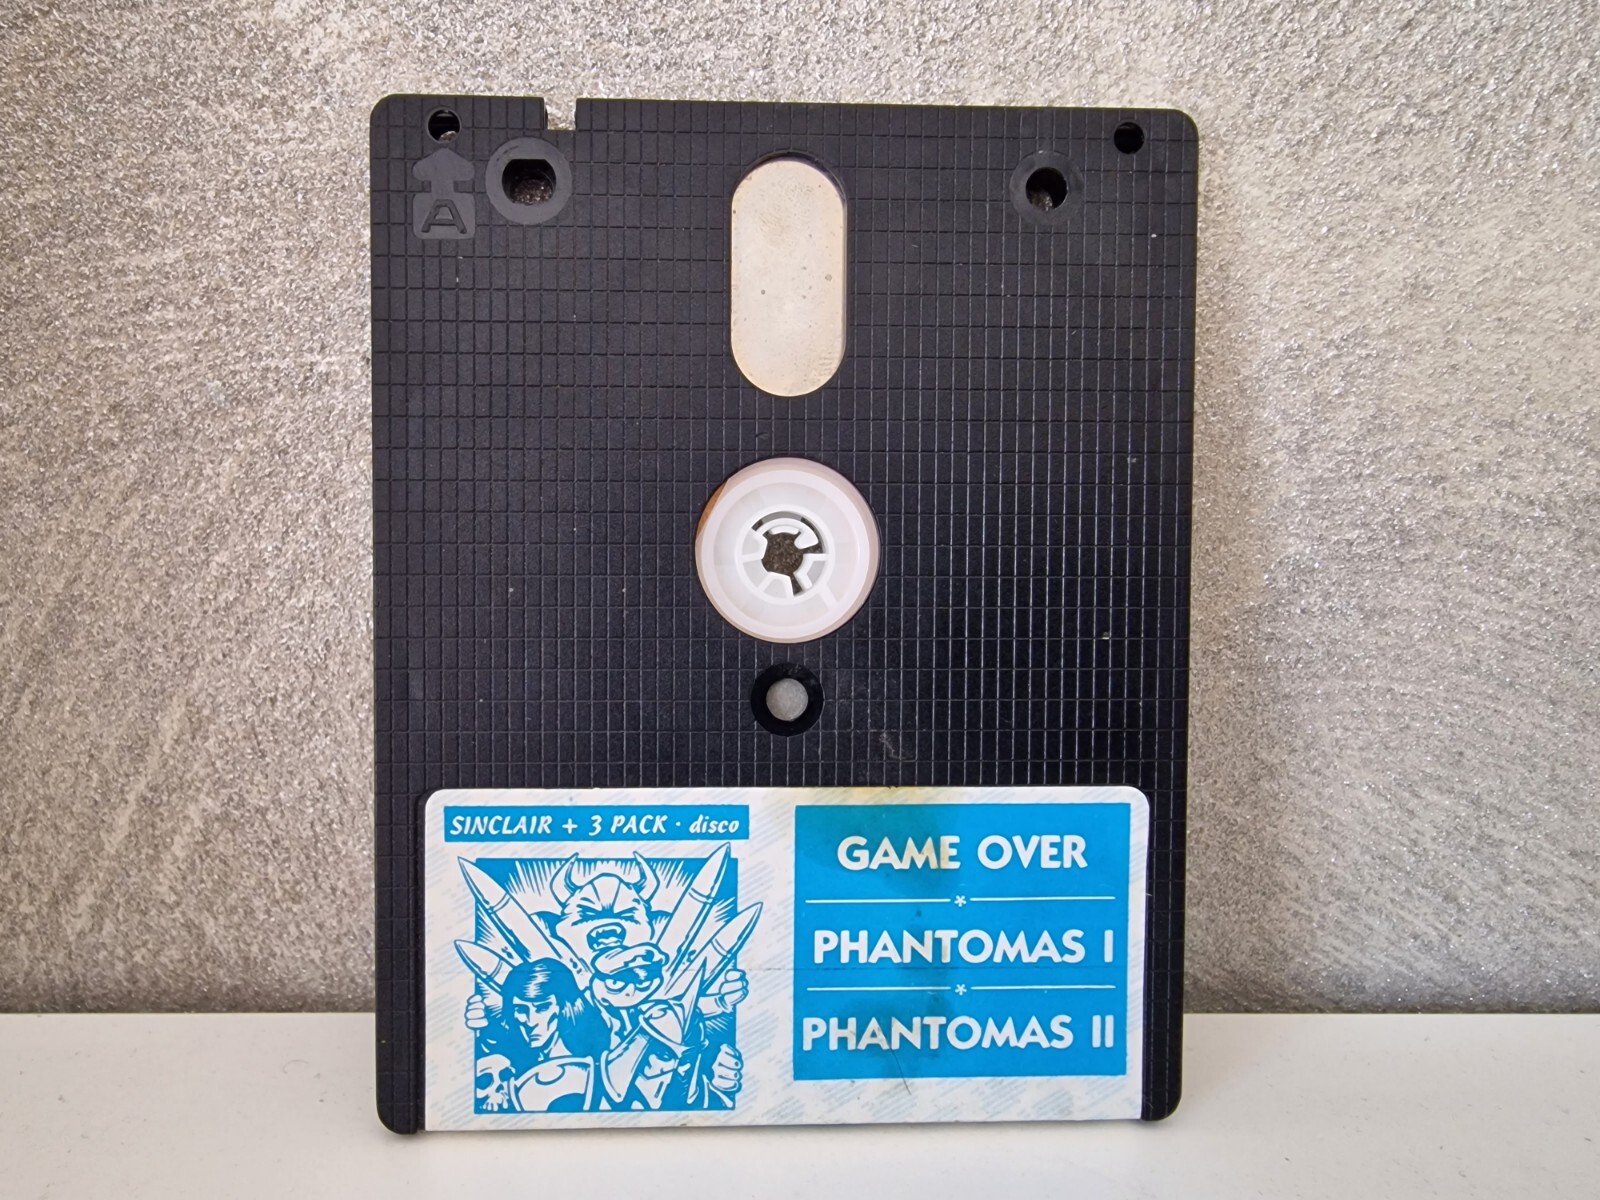 A
SINCLAIR + 3 PACK · disco
GAME OVER
*
PHANTOMAS I
*
PHANTOMAS II